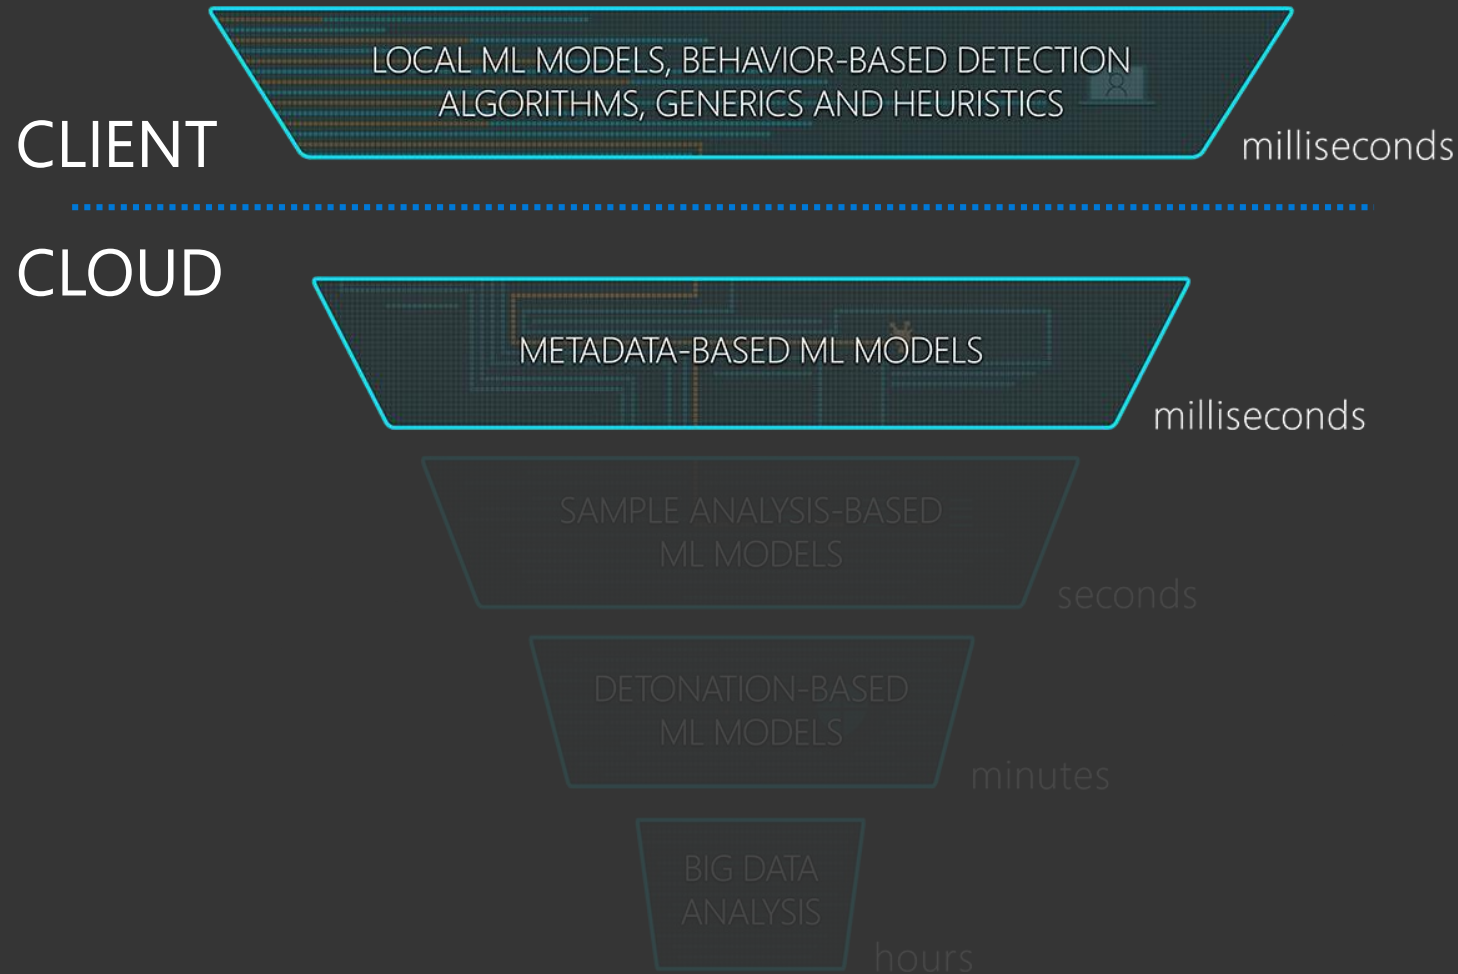 LOCAL ML MODELS, BEHAVIOR-BASED DETECTION
ALGORITHMS, GENERICS AND HEURISTICS
CLIENT
milliseconds
CLOUD
METADATA-BASED ML MODELS
milliseconds
SAMPLE ANALYSIS-BASED
ML MODELS
seconds
DETONATION-BASED
ML MODELS
minutes
BIG DATA
ANALYSIS
hours